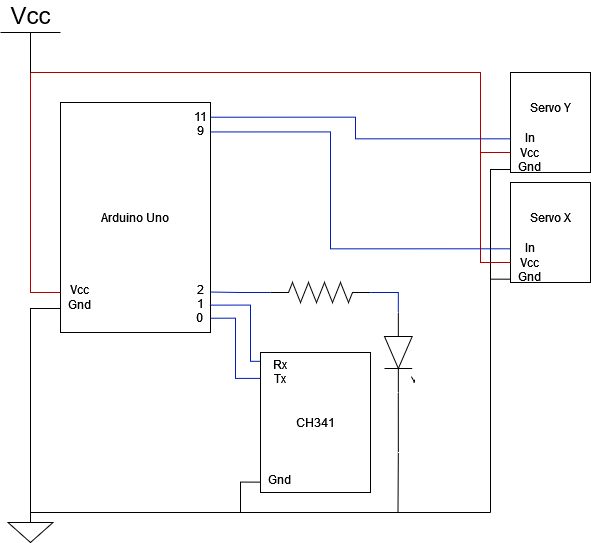 Vcc
Servo Y
In
Vcc
Gnd
11
9
Arduino Uno
Servo X
In
Vcc
Gnd
Vcc
Gnd
2
1
0
Rx
Tx
CH341
Gnd